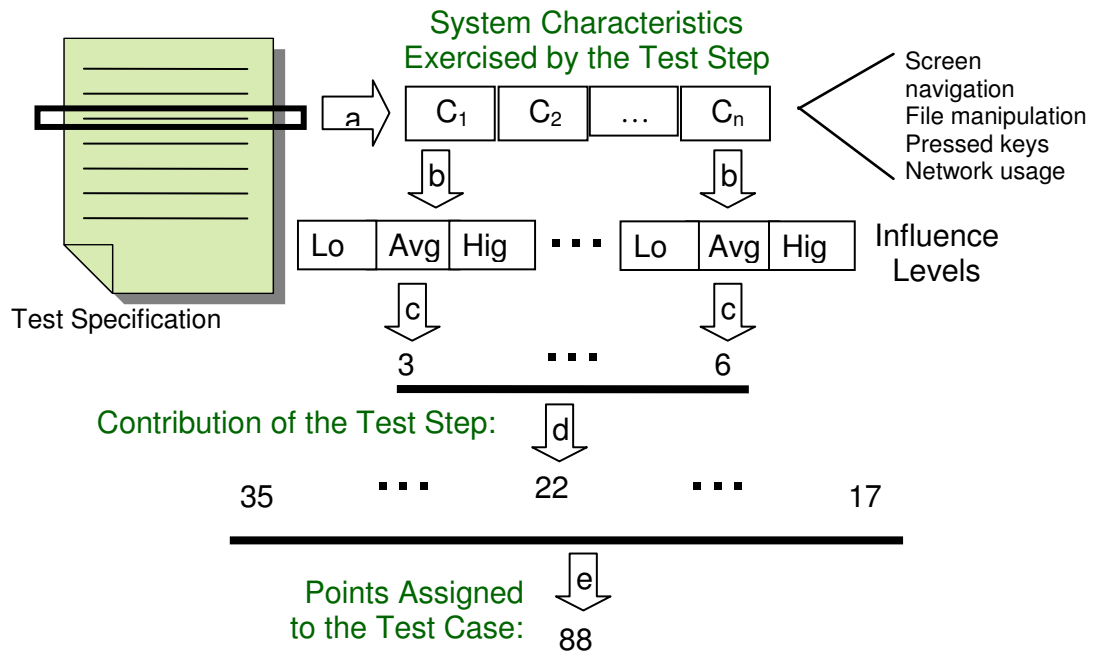 System Characteristics
Exercised by the Test Step
Screen
navigation
File manipulation
Pressed keys
Network usage
a
C1 C2 ... Cn
b b
Lo Avg Hig ... Lo Avg Hig
Influence
Levels
Test Specification
c c
3 ... 6
Contribution of the Test Step:
d
35 ... 22 ... 17
e
Points Assigned
to the Test Case:
88